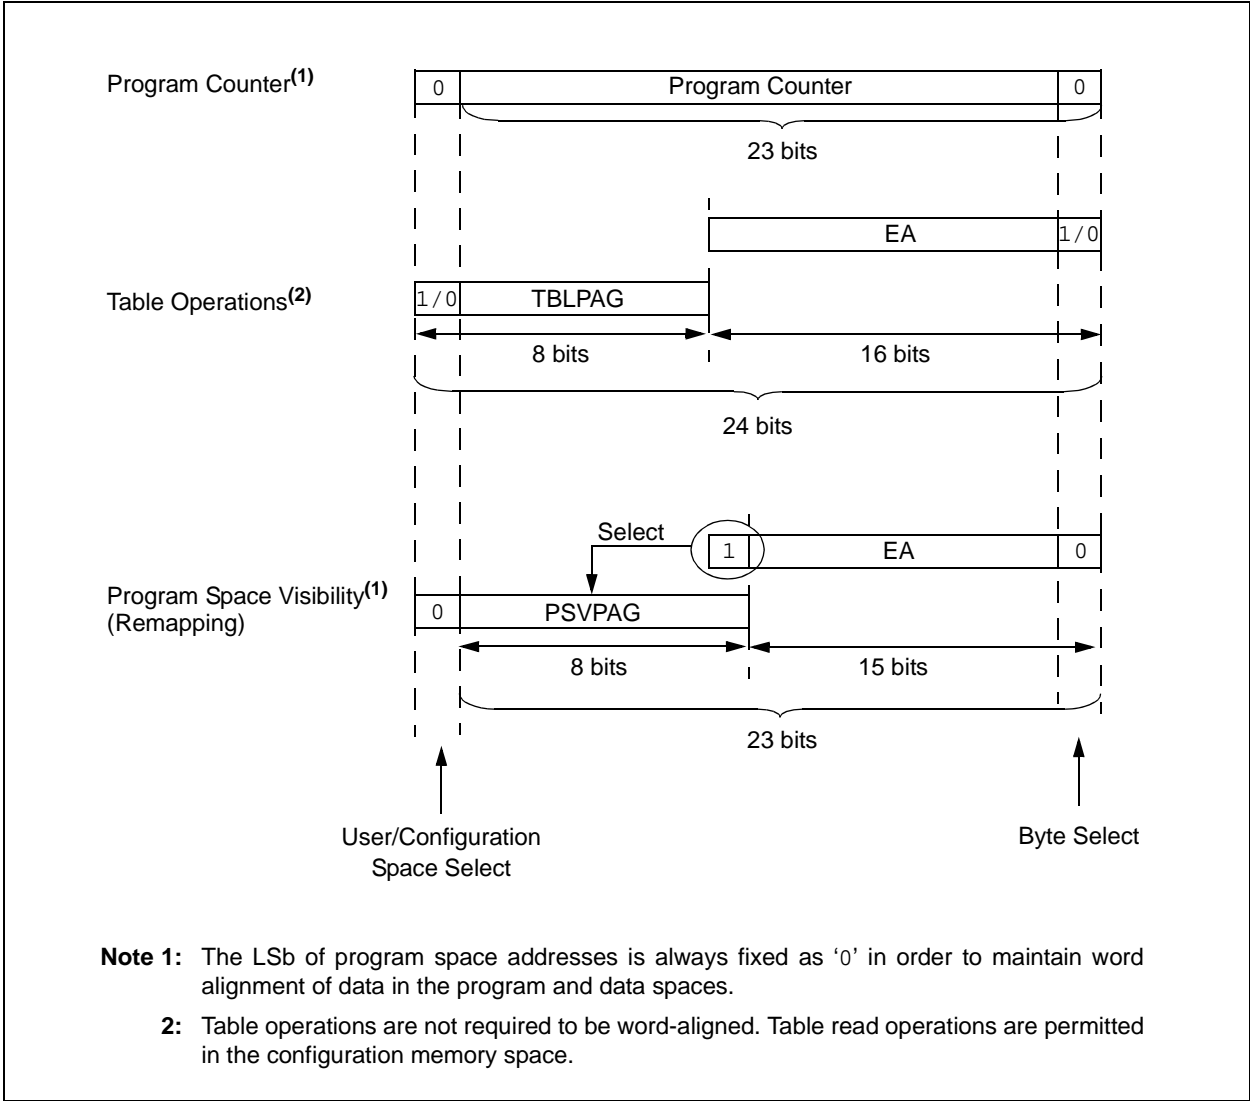 Program Counter(1)
0
Program Counter
0
23 bits
EA
1/0
Table Operations(2)
1/0
TBLPAG
8 bits
16 bits
24 bits
Select
1
EA
0
Program Space Visibility(1)
(Remapping)
0
PSVPAG
8 bits
15 bits
23 bits
User/Configuration
Space Select
Byte Select
Note 1: The LSb of program space addresses is always fixed as ‘0’ in order to maintain word
alignment of data in the program and data spaces.
2: Table operations are not required to be word-aligned. Table read operations are permitted
in the configuration memory space.